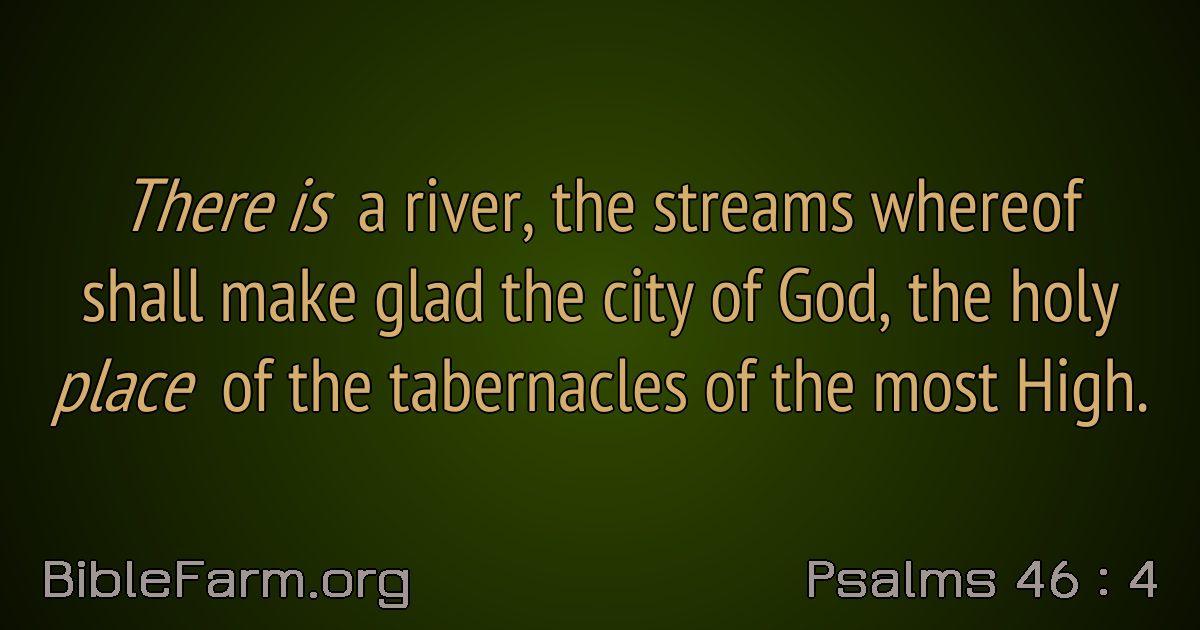 There is a river, the streams whereof
shall make glad the city of God, the holy
place of the tabernacles of the most High.
BibleFarm.org
Psalms 46 : 4